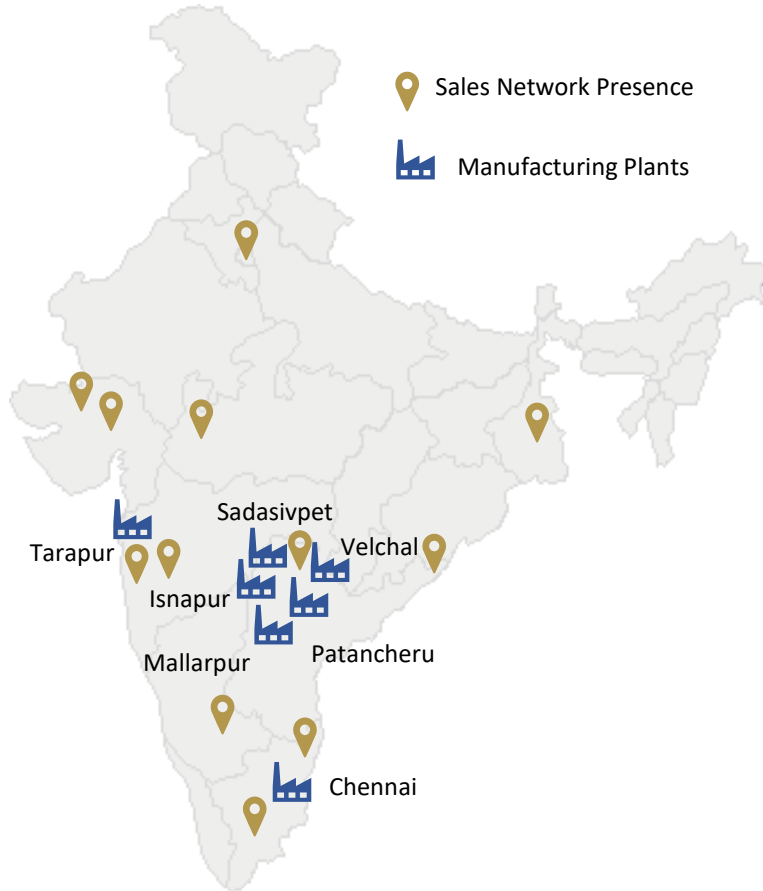 Sales Network Presence
Manufacturing Plants
Sadasivpet
Tarapur
Velchal
Isnapur
Mallarpur
Patancheru
Chennai